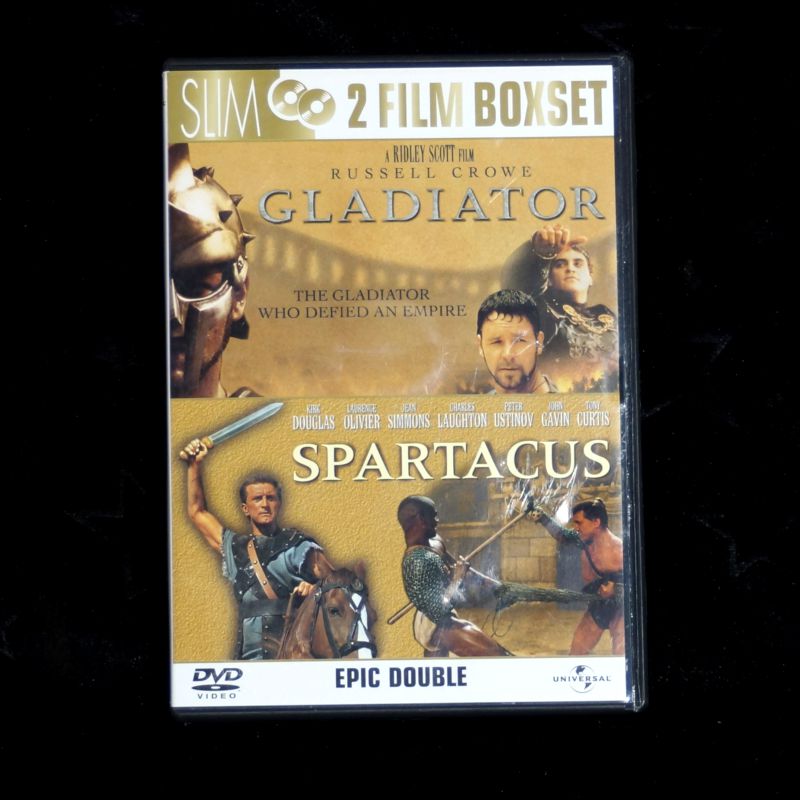 SLIM 2 FILM BOXSET
A RIDLEY SCOTT FILM
RUSSELL CROWE
GLADIATOR
THE GLADIATOR
WHO DEFIED AN EMPIRE
KIRK DOUGLAS LAURENCE OLIVIER JEAN SIMMONS CHARLES LAUGHTON PETER USTINOV JOHN GAVIN TONY CURTIS
SPARTACUS
DVD VIDEO
EPIC DOUBLE
UNIVERSAL